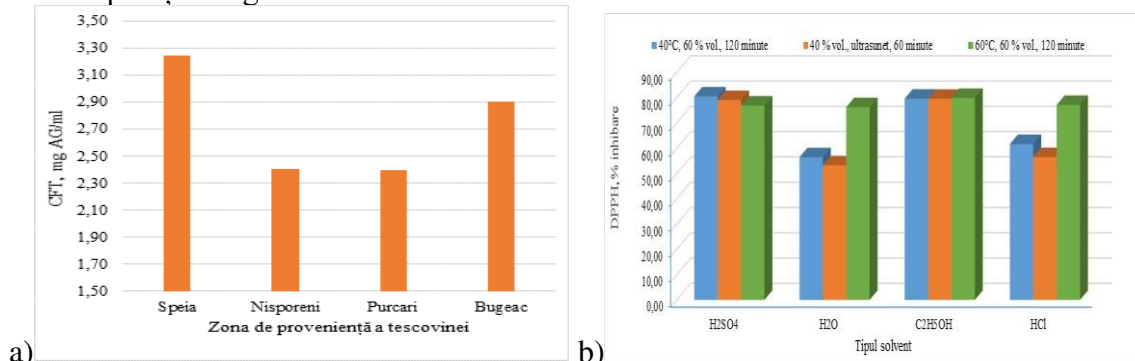 3,50
3,30
3,10
2,90
2,70
2,50
2,30
2,10
1,90
1,70
1,50
CFT, mg AG/ml
Speia Nisporeni Purcari Bugeac
Zona de proveniență a tescovinei
a)
40°C, 60 % vol., 120 minute 40 % vol., ultrasunet, 60 minute 60°C, 60 % vol., 120 minute
90,00
80,00
70,00
60,00
50,00
40,00
30,00
20,00
10,00
0,00
DPPH, % inhibare
H2SO4 H2O C2H5OH HCl
Tipul solvent
b)